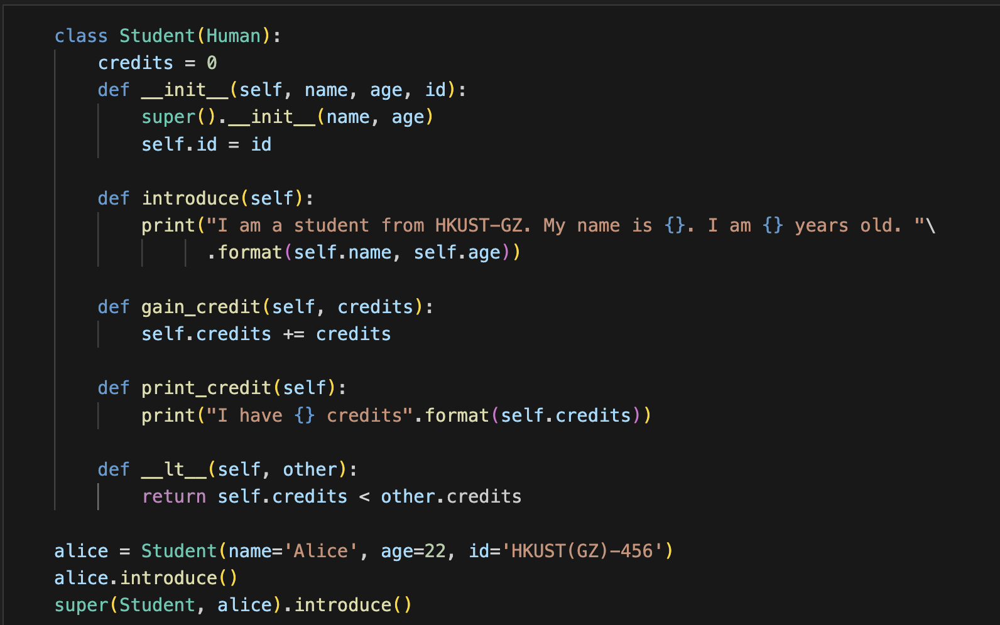 class Student(Human):
    credits = 0
    def __init__(self, name, age, id):
        super().__init__(name, age)
        self.id = id

    def introduce(self):
        print("I am a student from HKUST-GZ. My name is {}. I am {} years old. "\
              .format(self.name, self.age))

    def gain_credit(self, credits):
        self.credits += credits

    def print_credit(self):
        print("I have {} credits".format(self.credits))

    def __lt__(self, other):
        return self.credits < other.credits

alice = Student(name='Alice', age=22, id='HKUST(GZ)-456')
alice.introduce()
super(Student, alice).introduce()